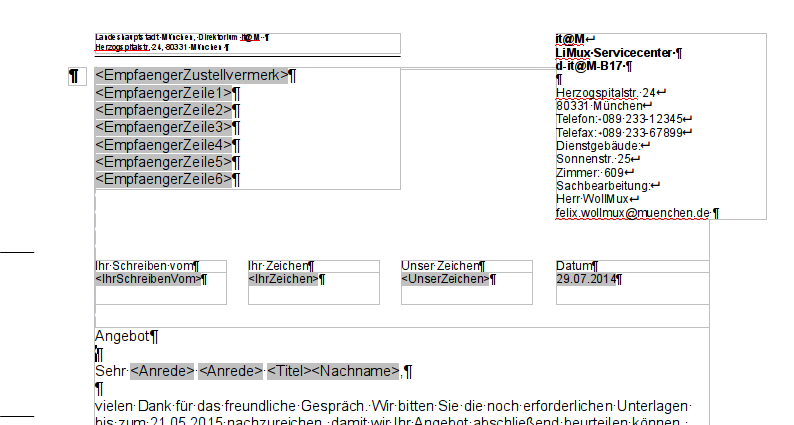 Landeshauptstadt München, Direktorium it@M
Herzogspitalstr. 24, 80331 München ¶
it@M↵
LiMux Servicecenter ¶
d-it@M-B17 ¶
¶
Herzogspitalstr. 24↵
80331 München
Telefon: 089 233-12345↵
Telefax: 089 233-67899↵
Dienstgebäude:↵
Sonnenstr. 25↵
Zimmer: 609↵
Sachbearbeitung:↵
Herr WollMux↵
felix.wollmux@muenchen.de ¶
¶
<EmpfaengerZustellvermerk>¶
<EmpfaengerZeile1>¶
<EmpfaengerZeile2>¶
<EmpfaengerZeile3>¶
<EmpfaengerZeile4>¶
<EmpfaengerZeile5>¶
<EmpfaengerZeile6>¶
Ihr Schreiben vom¶
<IhrSchreibenVom>¶
Ihr Zeichen¶
<IhrZeichen>¶
Unser Zeichen¶
<UnserZeichen>¶
Datum¶
29.07.2014¶
Angebot¶
¶
Sehr <Anrede> <Anrede> <Titel><Nachname>,¶
¶
vielen Dank für das freundliche Gespräch. Wir bitten Sie die noch erforderlichen Unterlagen
bis zum 21.05.2015 nachzureichen, damit wir Ihr Angebot abschließend beurteilen können.